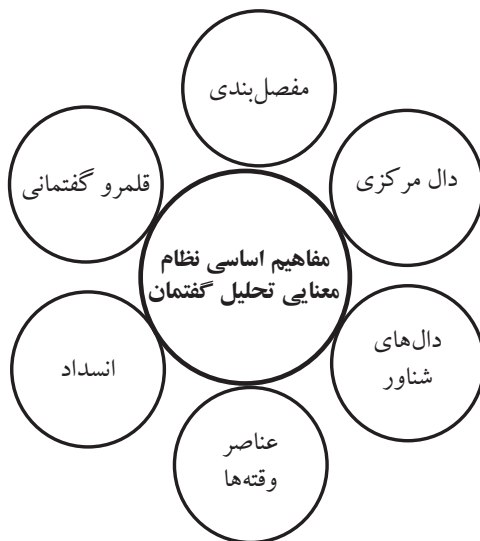 مفصل‌بندی
دال مرکزی
قلمرو گفتمانی
مفاهیم اساسی نظام
معنایی تحلیل گفتمان
دال‌های
شناور
انسداد
عناصر
وقته‌ها